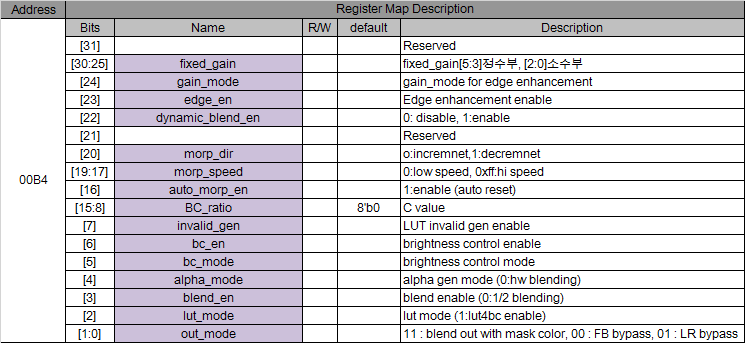 Address Register Map Description
Bits Name R/W default Description
00B4
[31] Reserved
[30:25] fixed_gain fixed_gain[5:3]정수부, [2:0]소수부
[24] gain_mode gain_mode for edge enhancement
[23] edge_en Edge enhancement enable
[22] dynamic_blend_en 0: disable, 1:enable
[21] Reserved
[20] morp_dir o:incremnet,1:decremnet
[19:17] morp_speed 0:low speed, 0xff:hi speed
[16] auto_morp_en 1:enable (auto reset)
[15:8] BC_ratio 8'b0 C value
[7] invalid_gen LUT invalid gen enable
[6] bc_en brightness control enable
[5] bc_mode brightness control mode
[4] alpha_mode alpha gen mode (0:hw blending)
[3] blend_en blend enable (0:1/2 blending)
[2] lut_mode lut mode (1:lut4bc enable)
[1:0] out_mode 11 : blend out with mask color, 00 : FB bypass, 01 : LR bypass